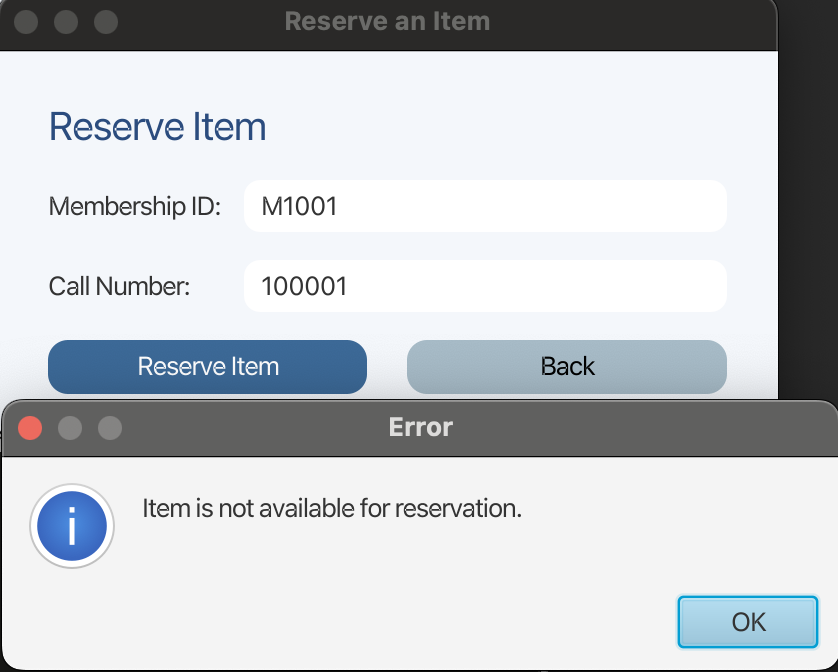 Reserve an Item
Reserve Item
Membership ID: M1001
Call Number: 100001
Reserve Item Back
Error
i Item is not available for reservation.
OK